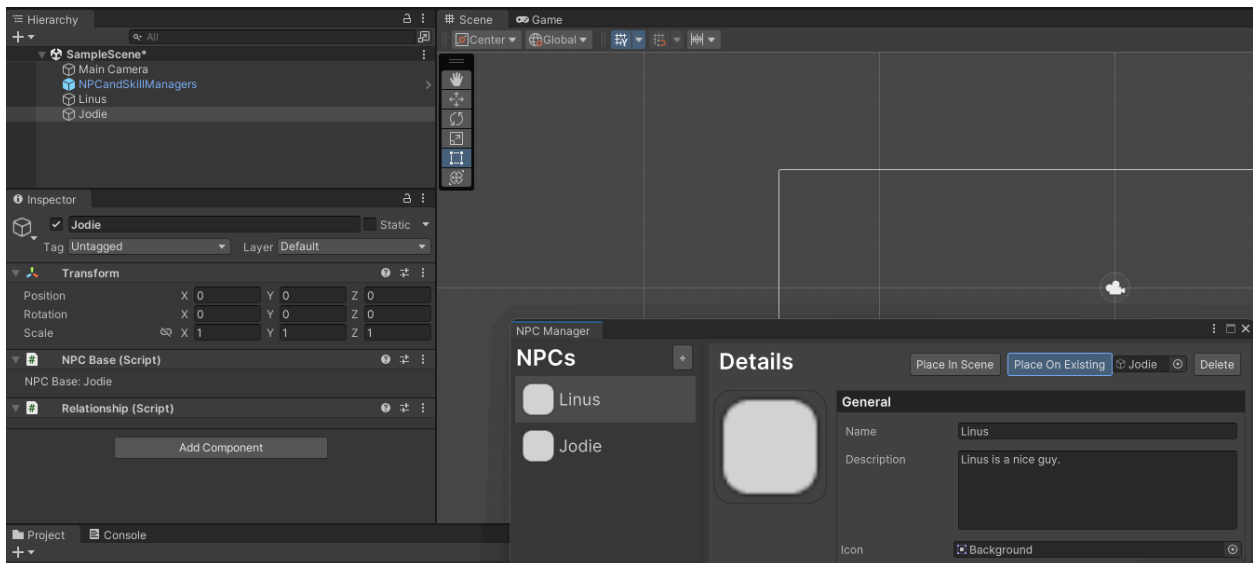 Hierarchy
All
SampleScene*
Main Camera
NPCandSkillManagers
Linus
Jodie
Inspector
Jodie
Static
Tag Untagged Layer Default
Transform
Position X 0 Y 0 Z 0
Rotation X 0 Y 0 Z 0
Scale X 1 Y 1 Z 1
NPC Base (Script)
NPC Base: Jodie
Relationship (Script)
Add Component
Project Console
Scene Game
Center Global
NPC Manager
NPCs
Linus
Jodie
Details
Place In Scene Place On Existing Jodie Delete
General
Name Linus
Description Linus is a nice guy.
Icon Background